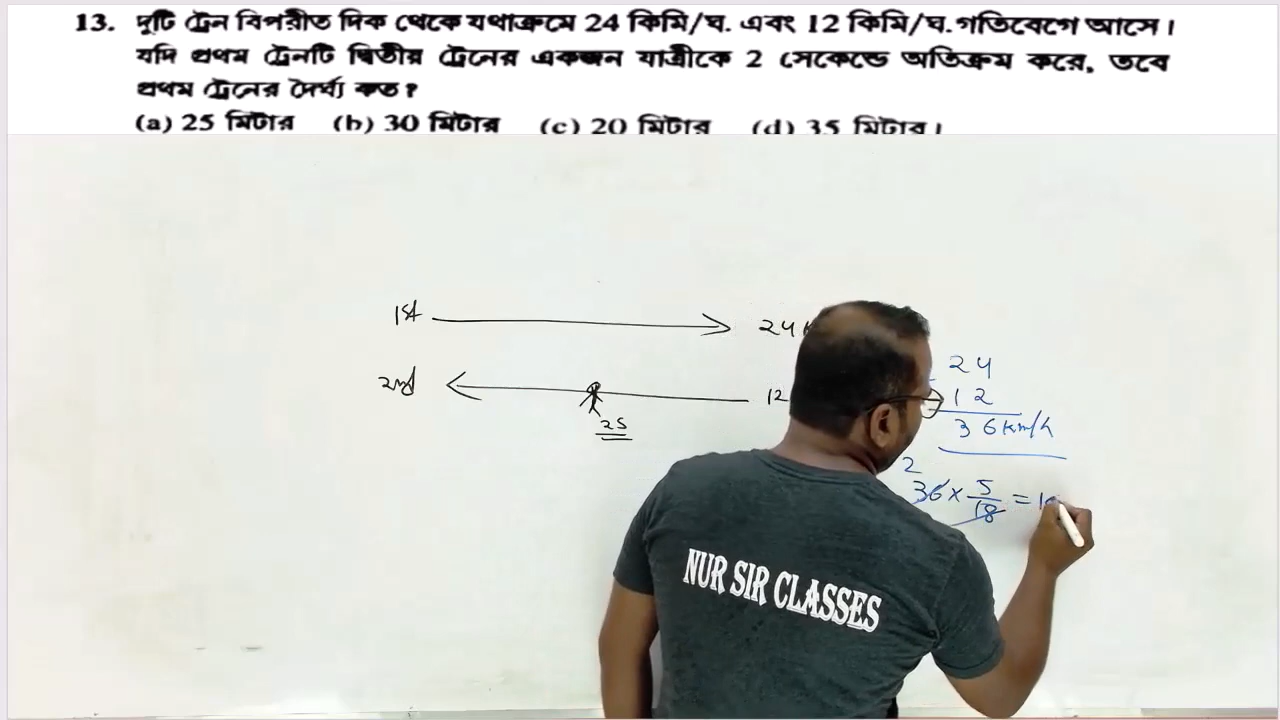 13. দুটি ট্রেন বিপরীত দিক থেকে যথাক্রমে 24 কিমি/ঘ. এবং 12 কিমি/ঘ. গতিবেগে আসে।
যদি প্রথম ট্রেনটি দ্বিতীয় ট্রেনের একজন যাত্রীকে 2 সেকেন্ডে অতিক্রম করে, তবে
প্রথম ট্রেনের দৈর্ঘ্য কত?
(a) 25 মিটার (b) 30 মিটার (c) 20 মিটার (d) 35 মিটার।
1st 24
2nd 12
2S
24
12
36 km/h
2
36 × 5/18 =
NUR SIR CLASSES